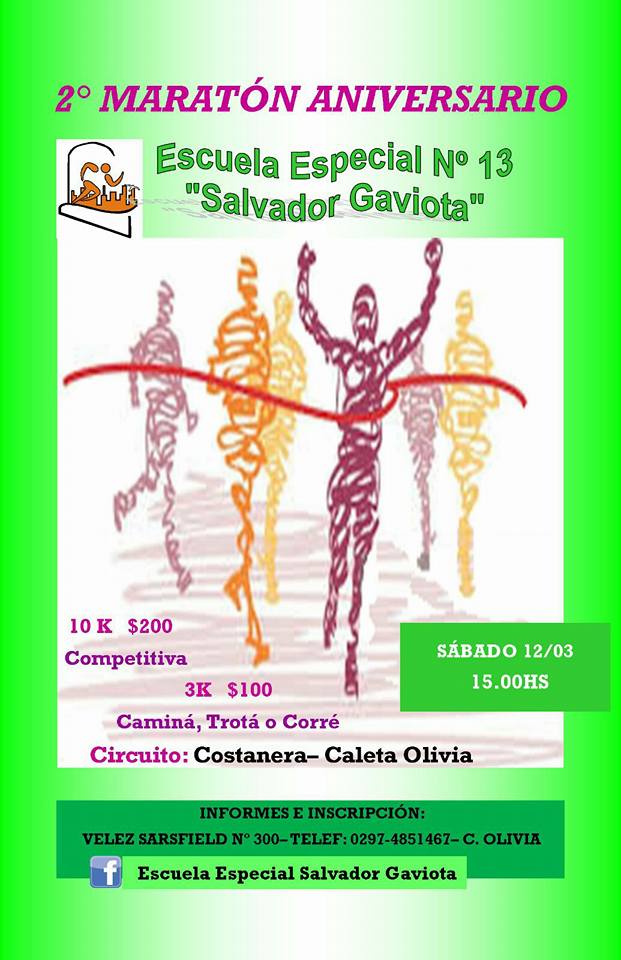 2° MARATÓN ANIVERSARIO
Escuela Especial Nº 13
"Salvador Gaviota"
10 K $200
Competitiva
3K $100
Caminá, Trotá o Corré
Circuito: Costanera– Caleta Olivia
SÁBADO 12/03
15.00HS
INFORMES E INSCRIPCIÓN:
VELEZ SARSFIELD Nº 300– TELEF: 0297-4851467– C. OLIVIA
f Escuela Especial Salvador Gaviota